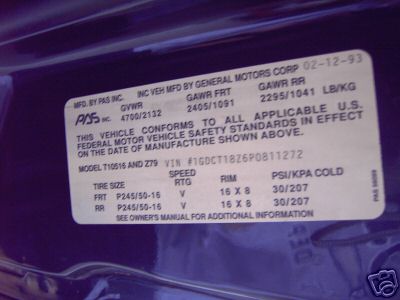 MFG. BY PAS INC. INC VEH MFD BY GENERAL MOTORS CORP 02-12-93
GVWR GAWR FRT GAWR RR
PAS INC. 4700/2132 2405/1091 2295/1041 LB/KG
THIS VEHICLE CONFORMS TO ALL APPLICABLE U.S.
FEDERAL MOTOR VEHICLE SAFETY STANDARDS IN EFFECT
ON THE DATE OF MANUFACTURE SHOWN ABOVE.
MODEL T10516 AND Z79 VIN #1GDCT18Z6P0811272
TIRE SIZE SPEED RTG RIM PSI/KPA COLD
FRT P245/50-16 V 16 X 8 30/207
RR P245/50-16 V 16 X 8 30/207
SEE OWNER'S MANUAL FOR ADDITIONAL INFORMATION
eBay